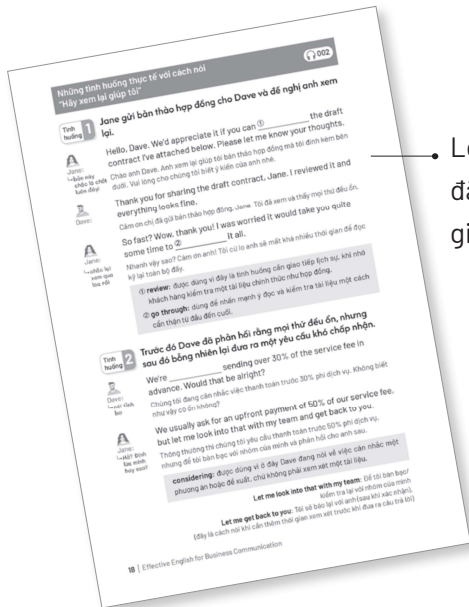 Những tình huống thực tế với cách nói
"Hãy xem lại giúp tôi"
002
Tình huống 1
Jane gửi bản thảo hợp đồng cho Dave và đề nghị anh xem
lại.
Hello, Dave. We'd appreciate it if you can ①__________ the draft
contract I've attached below. Please let me know your thoughts.
Jane:
Chào anh Dave. Anh xem lại giúp tôi bản thảo hợp đồng mà tôi đính kèm bên
dưới. Vui lòng cho chúng tôi biết ý kiến của anh nhé.
Thank you for sharing the draft contract, Jane. I reviewed it and
everything looks fine.
Dave:
Cảm ơn chị đã gửi bản thảo hợp đồng, Jane. Tôi đã xem và thấy mọi thứ đều ổn.
So fast? Wow, thank you! I was worried it would take you quite
some time to ②__________ it all.
Jane:
Nhanh vậy sao? Cảm ơn anh! Tôi cứ lo anh sẽ mất khá nhiều thời gian để đọc
kỹ lại toàn bộ đấy.
① review: được dùng vì đây là tình huống cần giao tiếp lịch sự, khi nhờ
khách hàng kiểm tra một tài liệu chính thức như hợp đồng.
② go through: dùng để nhấn mạnh ý đọc và kiểm tra tài liệu một cách
cẩn thận từ đầu đến cuối.
Tình huống 2
Trước đó Dave đã phản hồi rằng mọi thứ đều ổn, nhưng
sau đó bỗng nhiên lại đưa ra một yêu cầu khó chấp nhận.
We're __________ sending over 30% of the service fee in
advance. Would that be alright?
Dave:
Chúng tôi đang cân nhắc việc thanh toán trước 30% phí dịch vụ. Không biết
như vậy có ổn không?
We usually ask for an upfront payment of 50% of our service fee,
but let me look into that with my team and get back to you.
Jane:
Thông thường thì chúng tôi yêu cầu thanh toán trước 50% phí dịch vụ,
nhưng để tôi bàn với nhóm của mình và phản hồi cho anh sau.
considering: được dùng vì ở đây Dave đang nói về việc cân nhắc một
phương án hoặc đề xuất, chứ không phải xem xét một tài liệu.
Let me look into that with my team: Để tôi bàn bạc/
kiểm tra lại với nhóm của mình
Let me get back to you: Tôi sẽ báo lại với anh (sau khi xác nhận).
(đây là cách nói khi cần thêm thời gian xem xét trước khi đưa ra câu trả lời)
18 | Effective English for Business Communication